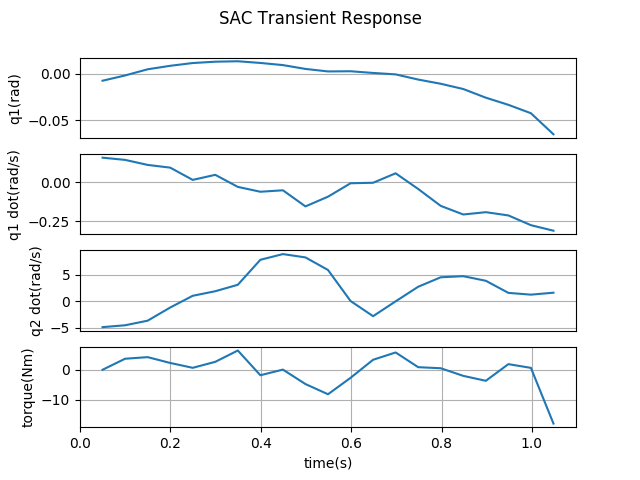 SAC Transient Response
q1(rad)
0.00
−0.05
q1 dot(rad/s)
0.00
−0.25
q2 dot(rad/s)
5
0
−5
torque(Nm)
0
−10
0.0 0.2 0.4 0.6 0.8 1.0
time(s)